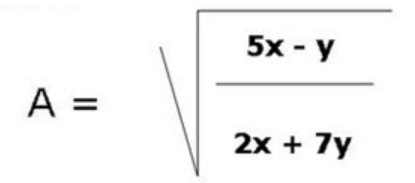 5x - y
A =
2x + 7y